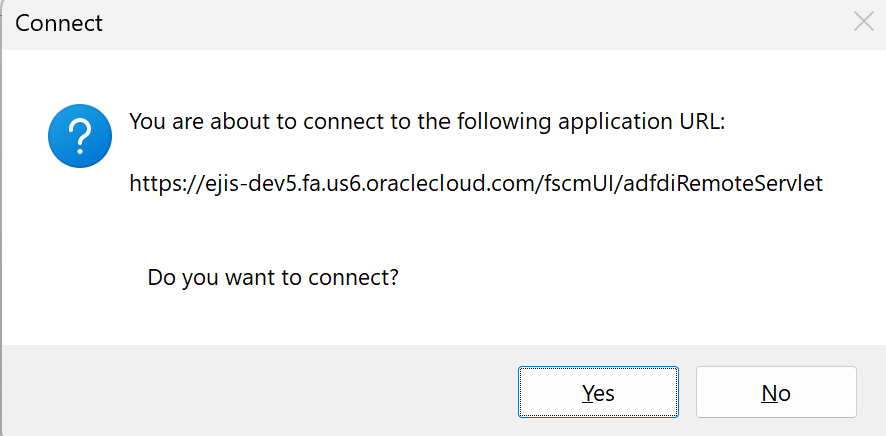 Connect
You are about to connect to the following application URL:
https://ejis-dev5.fa.us6.oraclecloud.com/fscmUI/adfdiRemoteServlet
Do you want to connect?
Yes No